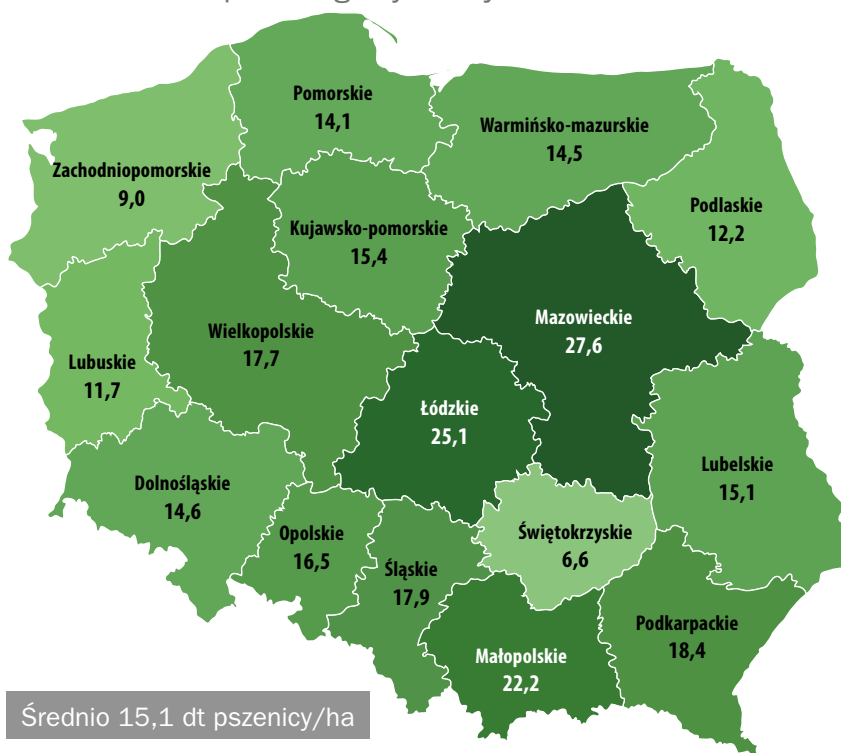 Pomorskie
14,1
Warmińsko-mazurskie
14,5
Zachodniopomorskie
9,0
Podlaskie
12,2
Kujawsko-pomorskie
15,4
Mazowieckie
27,6
Wielkopolskie
17,7
Lubuskie
11,7
Łódzkie
25,1
Lubelskie
15,1
Dolnośląskie
14,6
Opolskie
16,5
Świętokrzyskie
6,6
Śląskie
17,9
Podkarpackie
18,4
Małopolskie
22,2
Średnio 15,1 dt pszenicy/ha